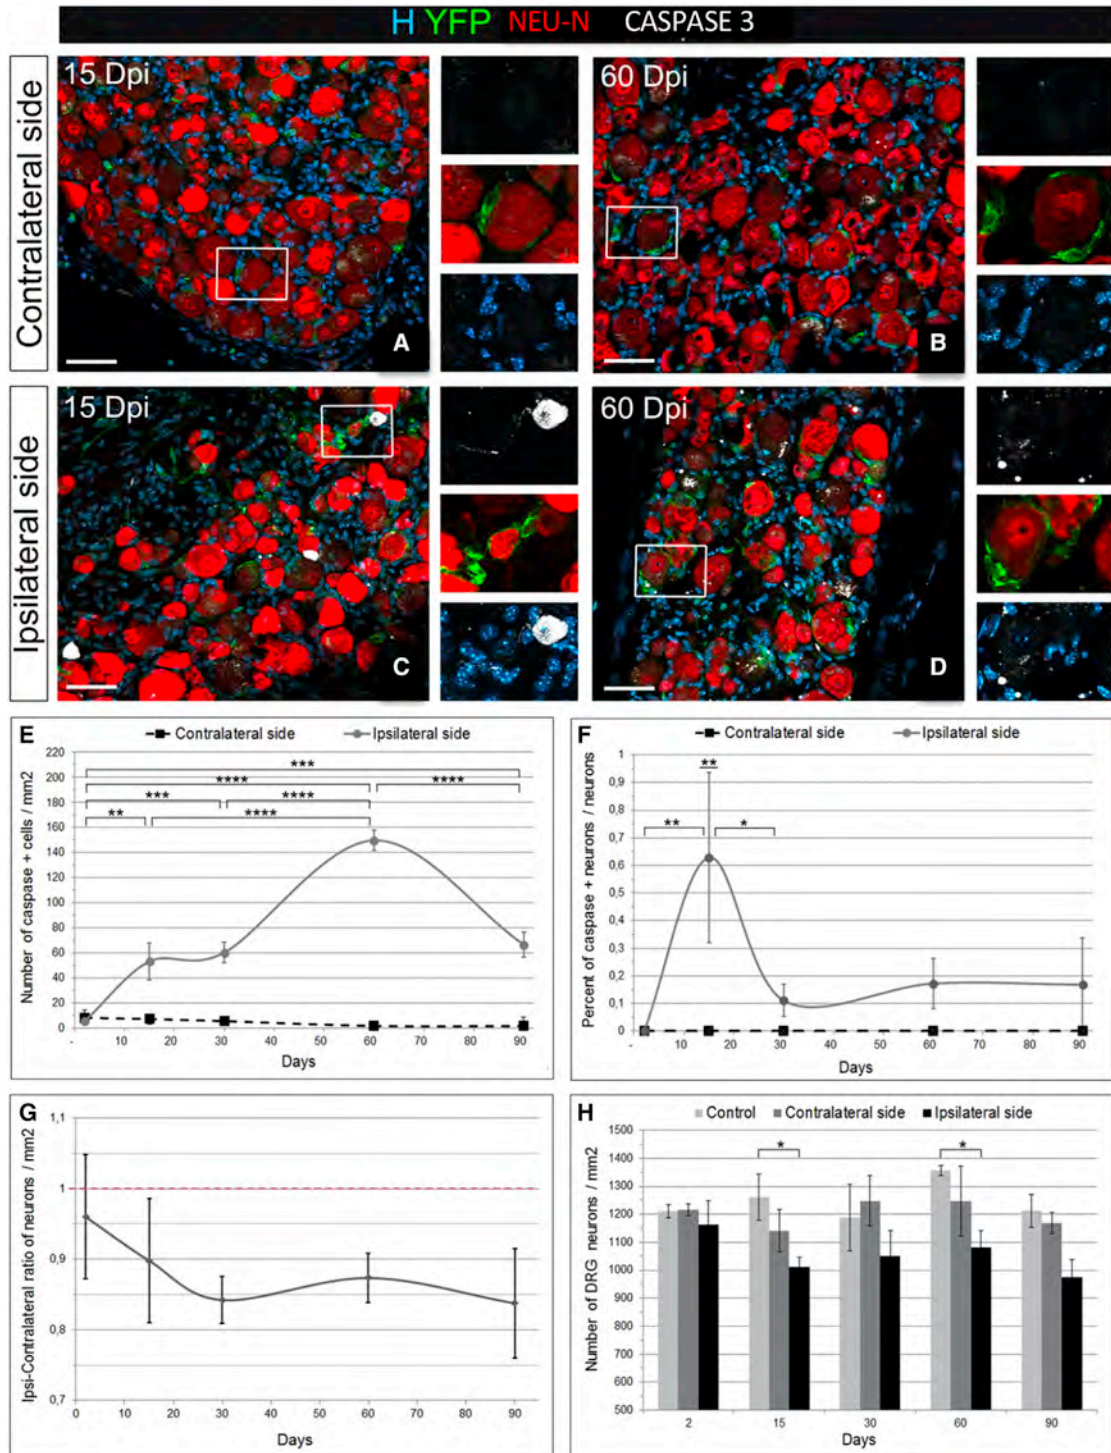 H YFP NEU-N CASPASE 3
Contralateral side
15 Dpi
A
60 Dpi
B
Ipsilateral side
15 Dpi
C
60 Dpi
D
E
Contralateral side Ipsilateral side
Number of caspase + cells / mm2
220
200
180
160
140
120
100
80
60
40
20
0
***
**** ****
*** ****
** ****
- 10 20 30 40 50 60 70 80 90
Days
F
Contralateral side Ipsilateral side
Percent of caspase + neurons / neurons
1
0,9
0,8
0,7
0,6
0,5
0,4
0,3
0,2
0,1
0
**
** *
- 10 20 30 40 50 60 70 80 90
Days
G
Ipsi-Contralateral ratio of neurons / mm2
1,1
1
0,9
0,8
0,7
0 10 20 30 40 50 60 70 80 90
Days
H
Control Contralateral side Ipsilateral side
Number of DRG neurons / mm2
1500
1400
1300
1200
1100
1000
900
800
700
600
500
* *
2 15 30 60 90
Days